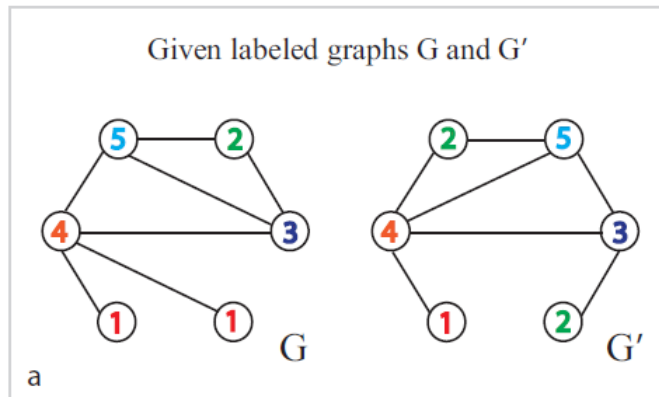 Given labeled graphs G and G′
5 2 2 5
4 3 4 3
1 1 G 1 2 G′
a